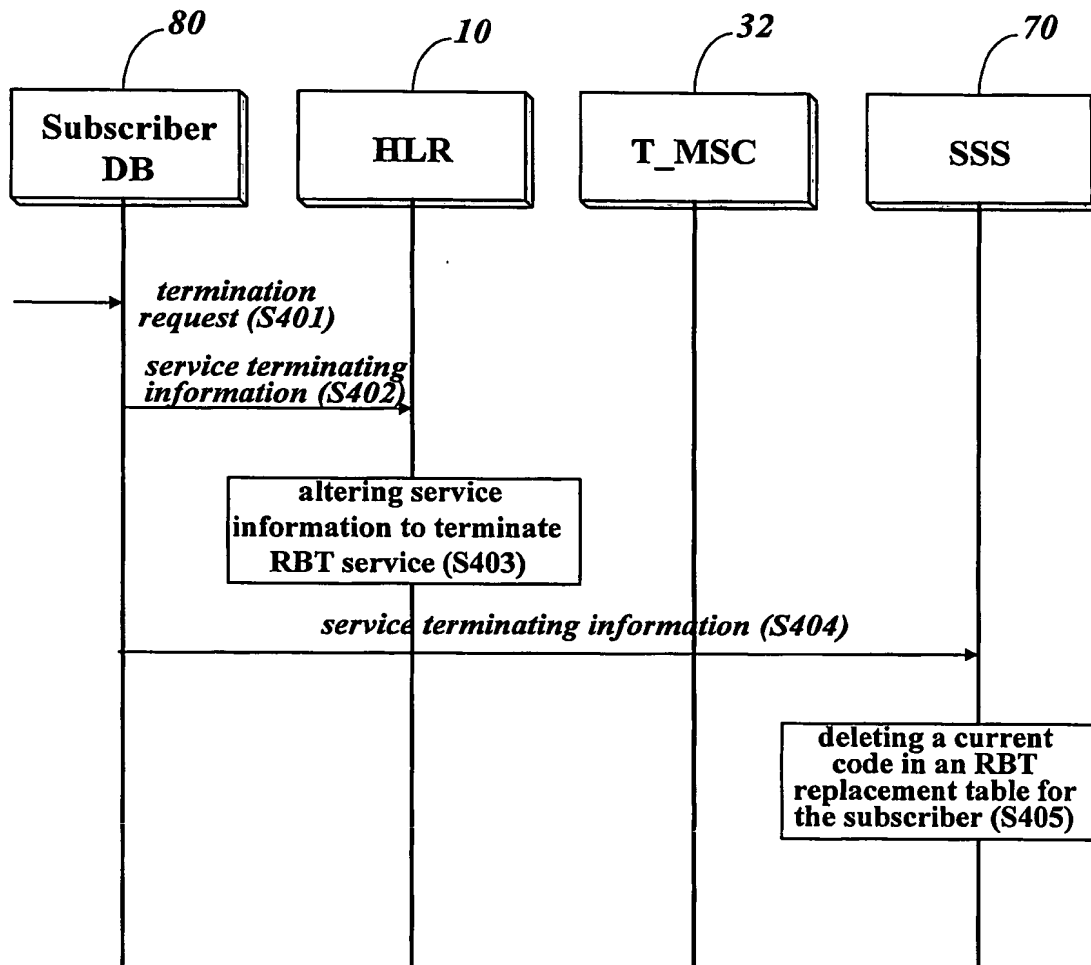 80
10
32
70
Subscriber
DB
HLR
T_MSC
SSS
termination
request (S401)
service terminating
information (S402)
altering service
information to terminate
RBT service (S403)
service terminating information (S404)
deleting a current
code in an RBT
replacement table for
the subscriber (S405)